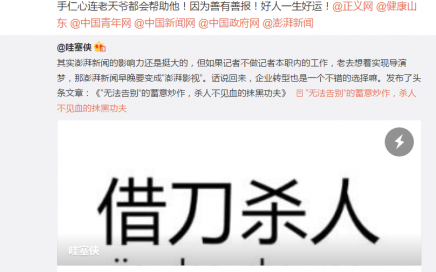 手仁心连老天爷都会帮助他！因为善有善报！好人一生好运！@正义网 @健康山
东 @中国青年网 @中国新闻网 @中国政府网 @澎湃新闻
@哇塞侠
其实澎湃新闻的影响力还是挺大的，但如果记者不做记者本职内的工作，老去想着实现导演
梦，那澎湃新闻早晚要变成“澎湃影视”。话说回来，企业转型也是一个不错的选择嘛。发布了头
条文章：《“无法告别”的蓄意炒作，杀人不见血的抹黑功夫》 “无法告别”的蓄意炒作，杀人
不见血的抹黑功夫
借刀杀人
哇塞侠